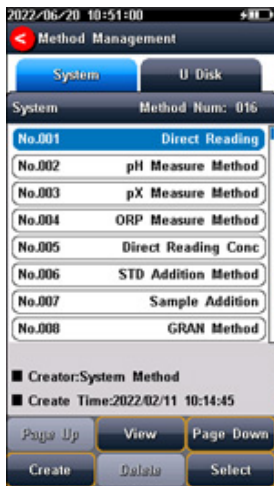 2022/06/20 10:51:00
< Method Management
System U Disk
System Method Num: 016
No.001 Direct Reading
No.002 pH Measure Method
No.003 pX Measure Method
No.004 ORP Measure Method
No.005 Direct Reading Conc
No.006 STD Addition Method
No.007 Sample Addition
No.008 GRAN Method
■ Creator:System Method
■ Create Time:2022/02/11 10:14:45
Page Up View Page Down
Create Delete Select